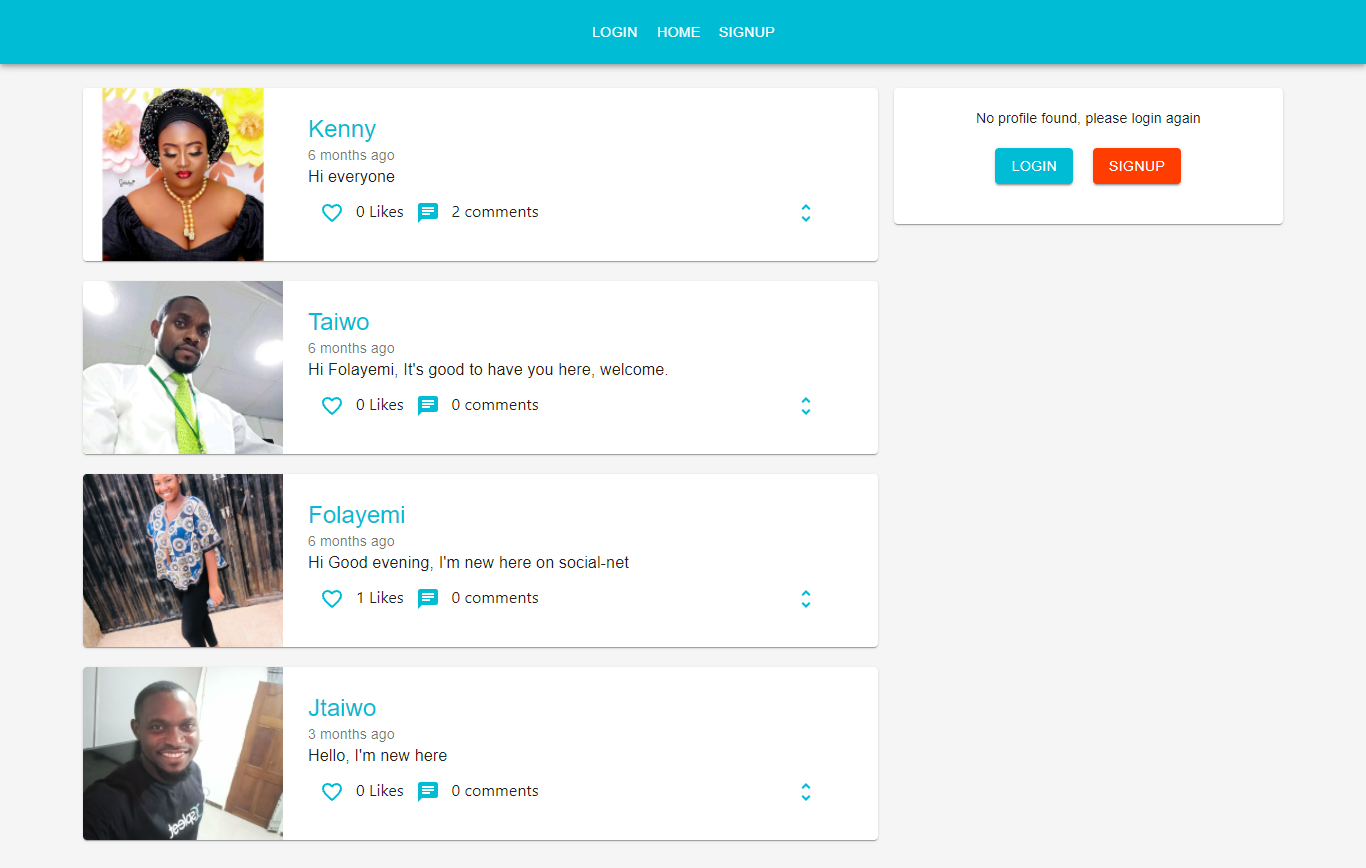 LOGIN HOME SIGNUP
Kenny
6 months ago
Hi everyone
0 Likes 2 comments
Taiwo
6 months ago
Hi Folayemi, It's good to have you here, welcome.
0 Likes 0 comments
Folayemi
6 months ago
Hi Good evening, I'm new here on social-net
1 Likes 0 comments
Jtaiwo
3 months ago
Hello, I'm new here
0 Likes 0 comments
No profile found, please login again
LOGIN SIGNUP